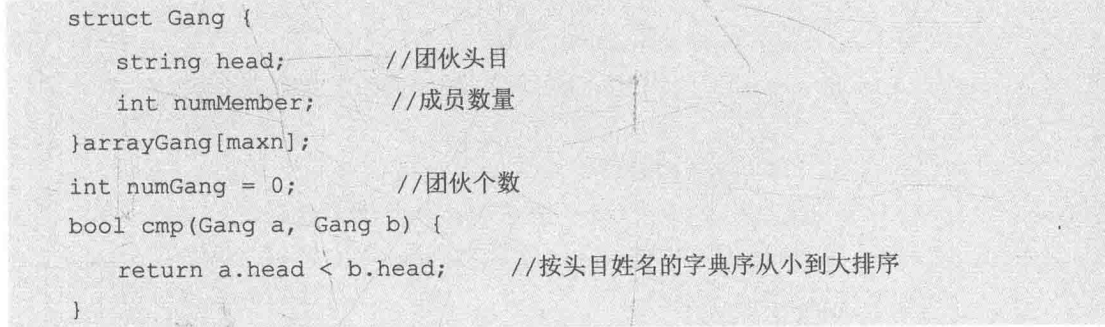 struct Gang {
string head; //团伙头目
int numMember; //成员数量
}arrayGang[maxn];
int numGang = 0; //团伙个数
bool cmp(Gang a, Gang b) {
return a.head < b.head; //按头目姓名的字典序从小到大排序
}